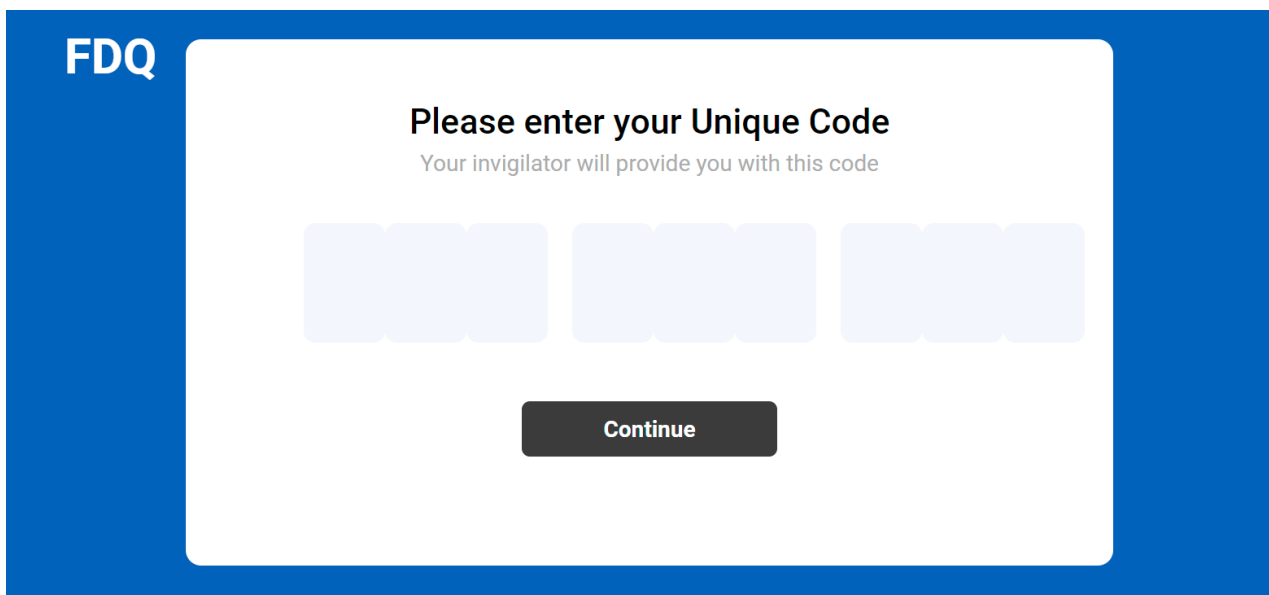 FDQ
Please enter your Unique Code
Your invigilator will provide you with this code
Continue